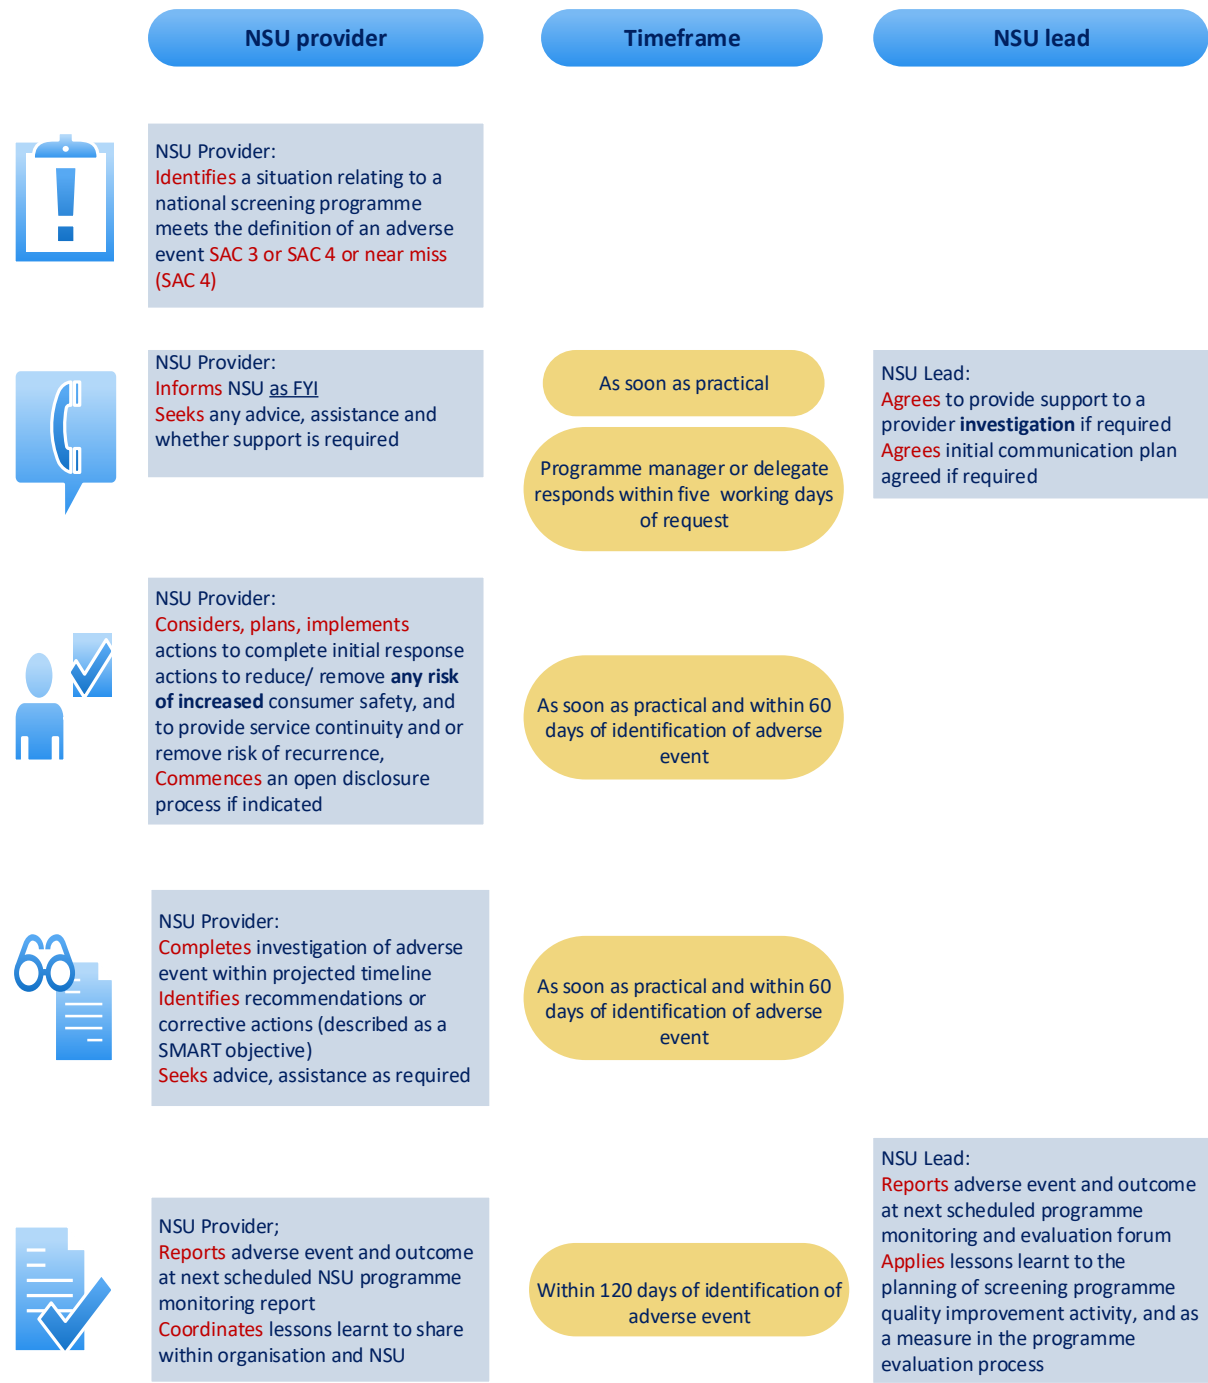 NSU provider
Timeframe
NSU lead
NSU Provider:
Identifies a situation relating to a
national screening programme
meets the definition of an adverse
event SAC 3 or SAC 4 or near miss
(SAC 4)
NSU Provider:
Informs NSU as FYI
Seeks any advice, assistance and
whether support is required
As soon as practical
Programme manager or delegate
responds within five working days
of request
NSU Lead:
Agrees to provide support to a
provider investigation if required
Agrees initial communication plan
agreed if required
NSU Provider:
Considers, plans, implements
actions to complete initial response
actions to reduce/ remove any risk
of increased consumer safety, and
to provide service continuity and or
remove risk of recurrence,
Commences an open disclosure
process if indicated
As soon as practical and within 60
days of identification of adverse
event
NSU Provider:
Completes investigation of adverse
event within projected timeline
Identifies recommendations or
corrective actions (described as a
SMART objective)
Seeks advice, assistance as required
As soon as practical and within 60
days of identification of adverse
event
NSU Provider;
Reports adverse event and outcome
at next scheduled NSU programme
monitoring report
Coordinates lessons learnt to share
within organisation and NSU
Within 120 days of identification of
adverse event
NSU Lead:
Reports adverse event and outcome
at next scheduled programme
monitoring and evaluation forum
Applies lessons learnt to the
planning of screening programme
quality improvement activity, and as
a measure in the programme
evaluation process